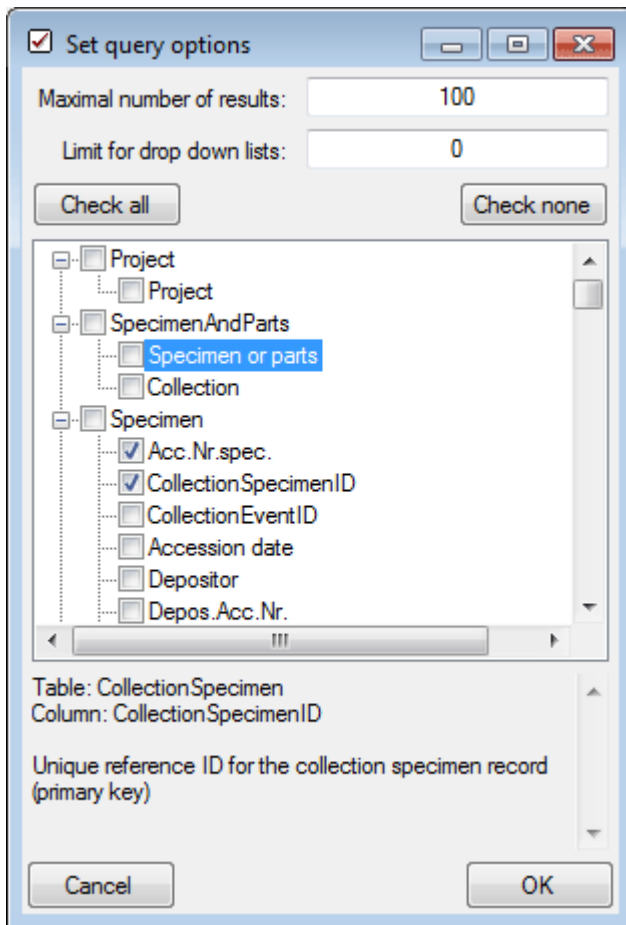 Set query options
Maximal number of results: 100
Limit for drop down lists: 0
Check all Check none
Project
Project
SpecimenAndParts
Specimen or parts
Collection
Specimen
Acc.Nr.spec.
CollectionSpecimenID
CollectionEventID
Accession date
Depositor
Depos.Acc.Nr.
Table: CollectionSpecimen
Column: CollectionSpecimenID
Unique reference ID for the collection specimen record
(primary key)
Cancel OK